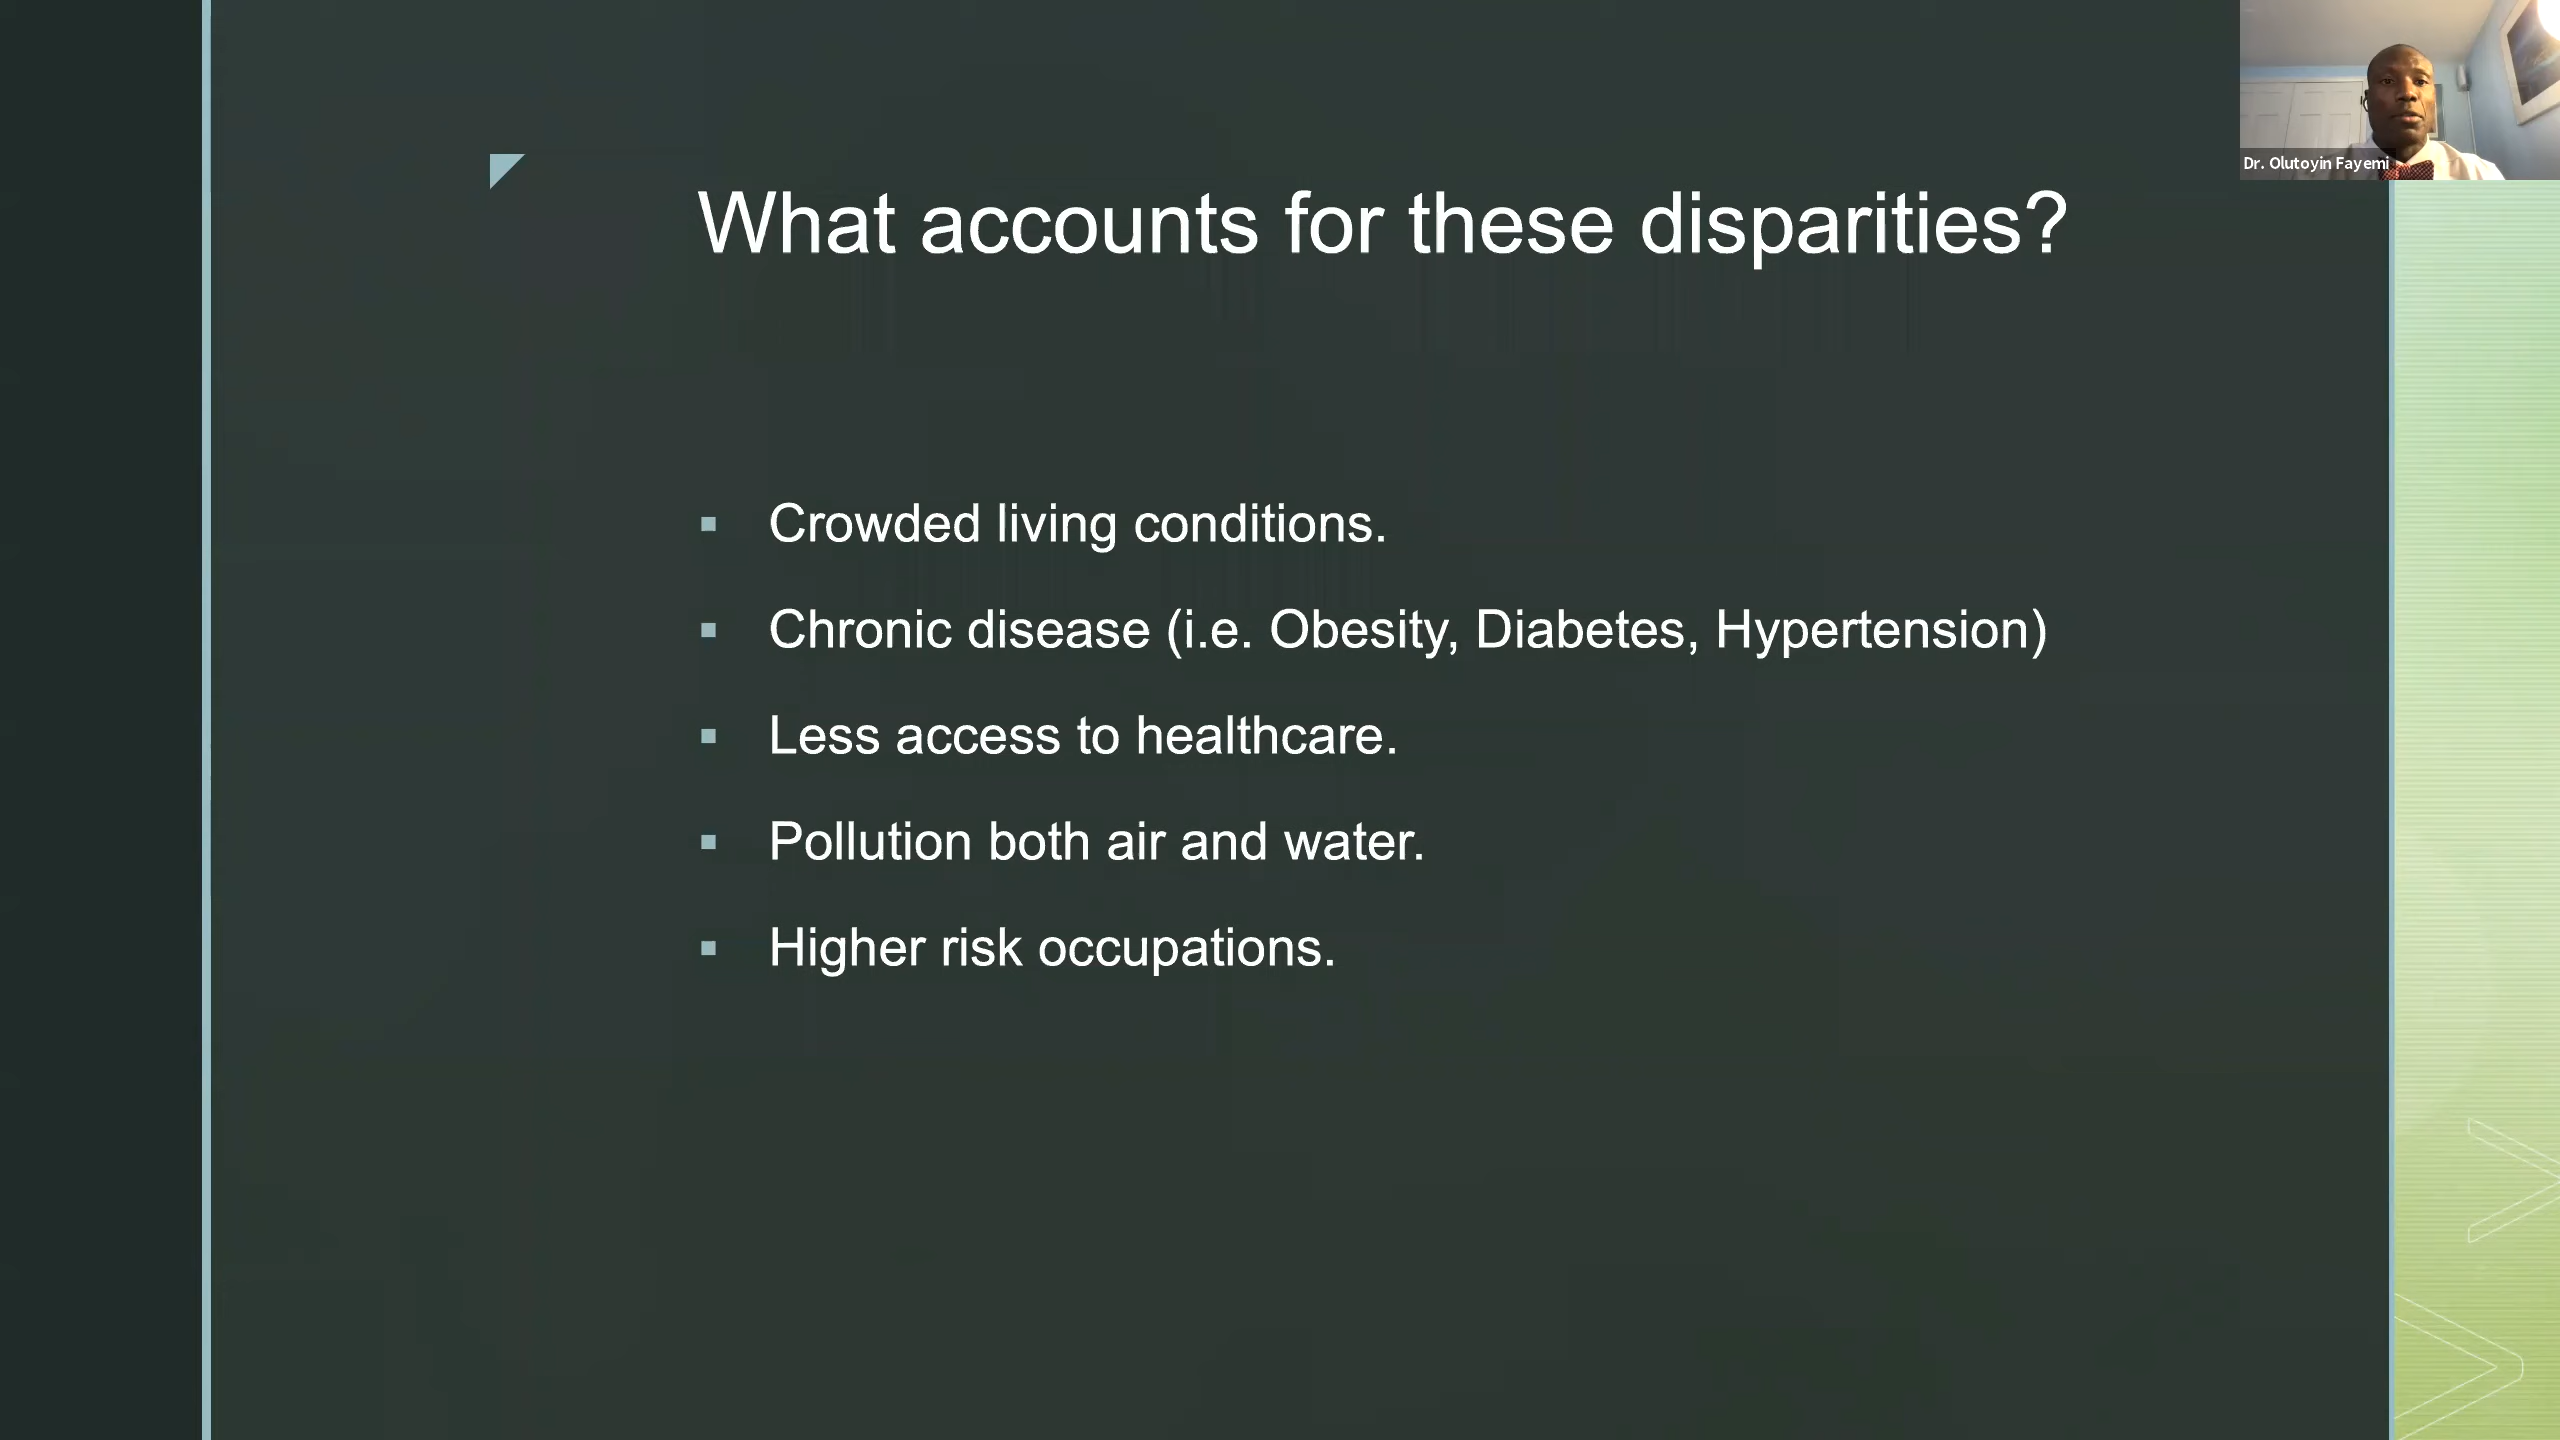 What accounts for these disparities?
Crowded living conditions.
Chronic disease (i.e. Obesity, Diabetes, Hypertension)
Less access to healthcare.
Pollution both air and water.
Higher risk occupations.
Dr. Olutoyin Fayemi